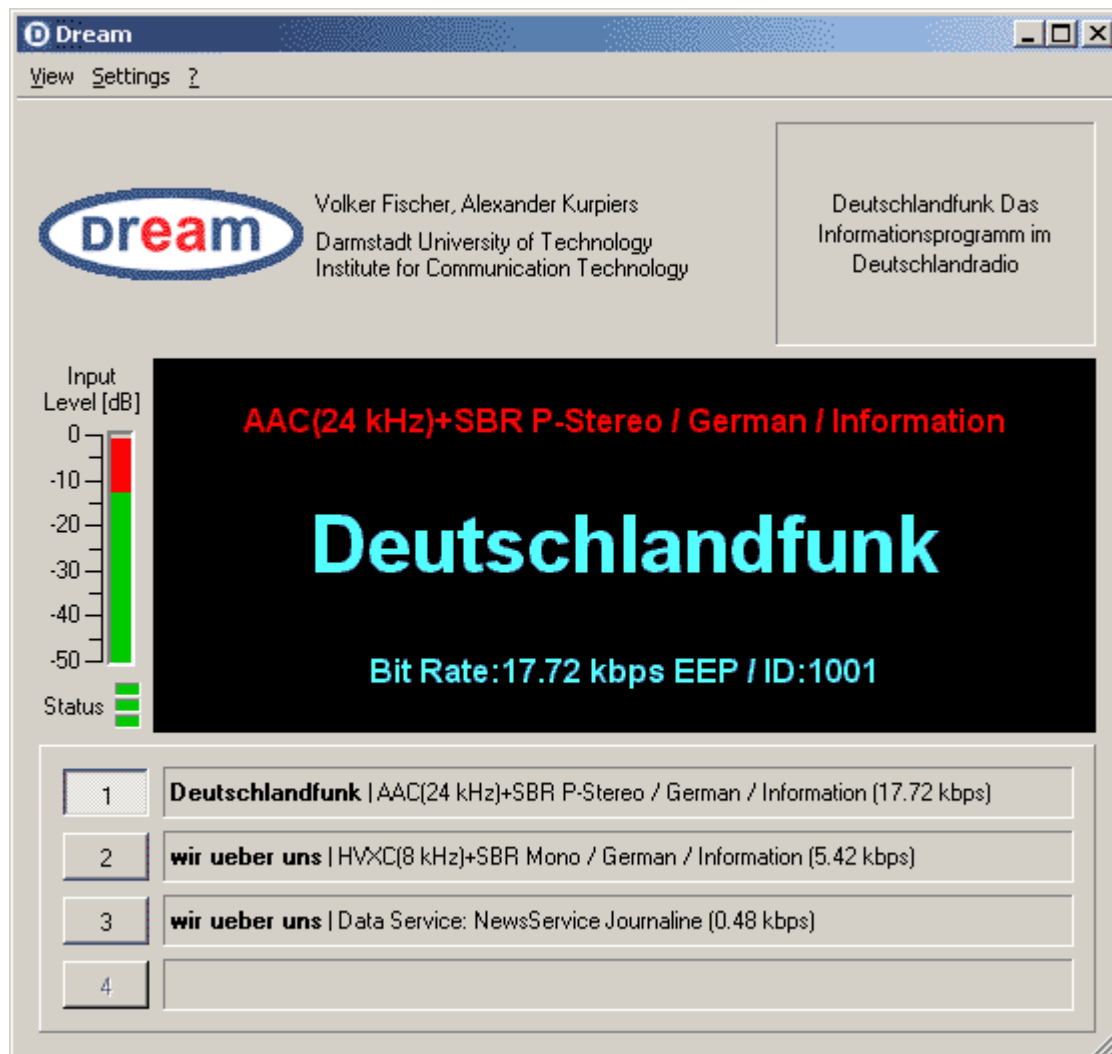 Dream
View Settings ?
Dream
Volker Fischer, Alexander Kurpiers
Darmstadt University of Technology
Institute for Communication Technology
Deutschlandfunk Das
Informationsprogramm im
Deutschlandradio
Input
Level [dB]
0
-10
-20
-30
-40
-50
Status
AAC(24 kHz)+SBR P-Stereo / German / Information
Deutschlandfunk
Bit Rate:17.72 kbps EEP / ID:1001
1 Deutschlandfunk | AAC(24 kHz)+SBR P-Stereo / German / Information (17.72 kbps)
2 wir ueber uns | HVXC(8 kHz)+SBR Mono / German / Information (5.42 kbps)
3 wir ueber uns | Data Service: NewsService Journaline (0.48 kbps)
4